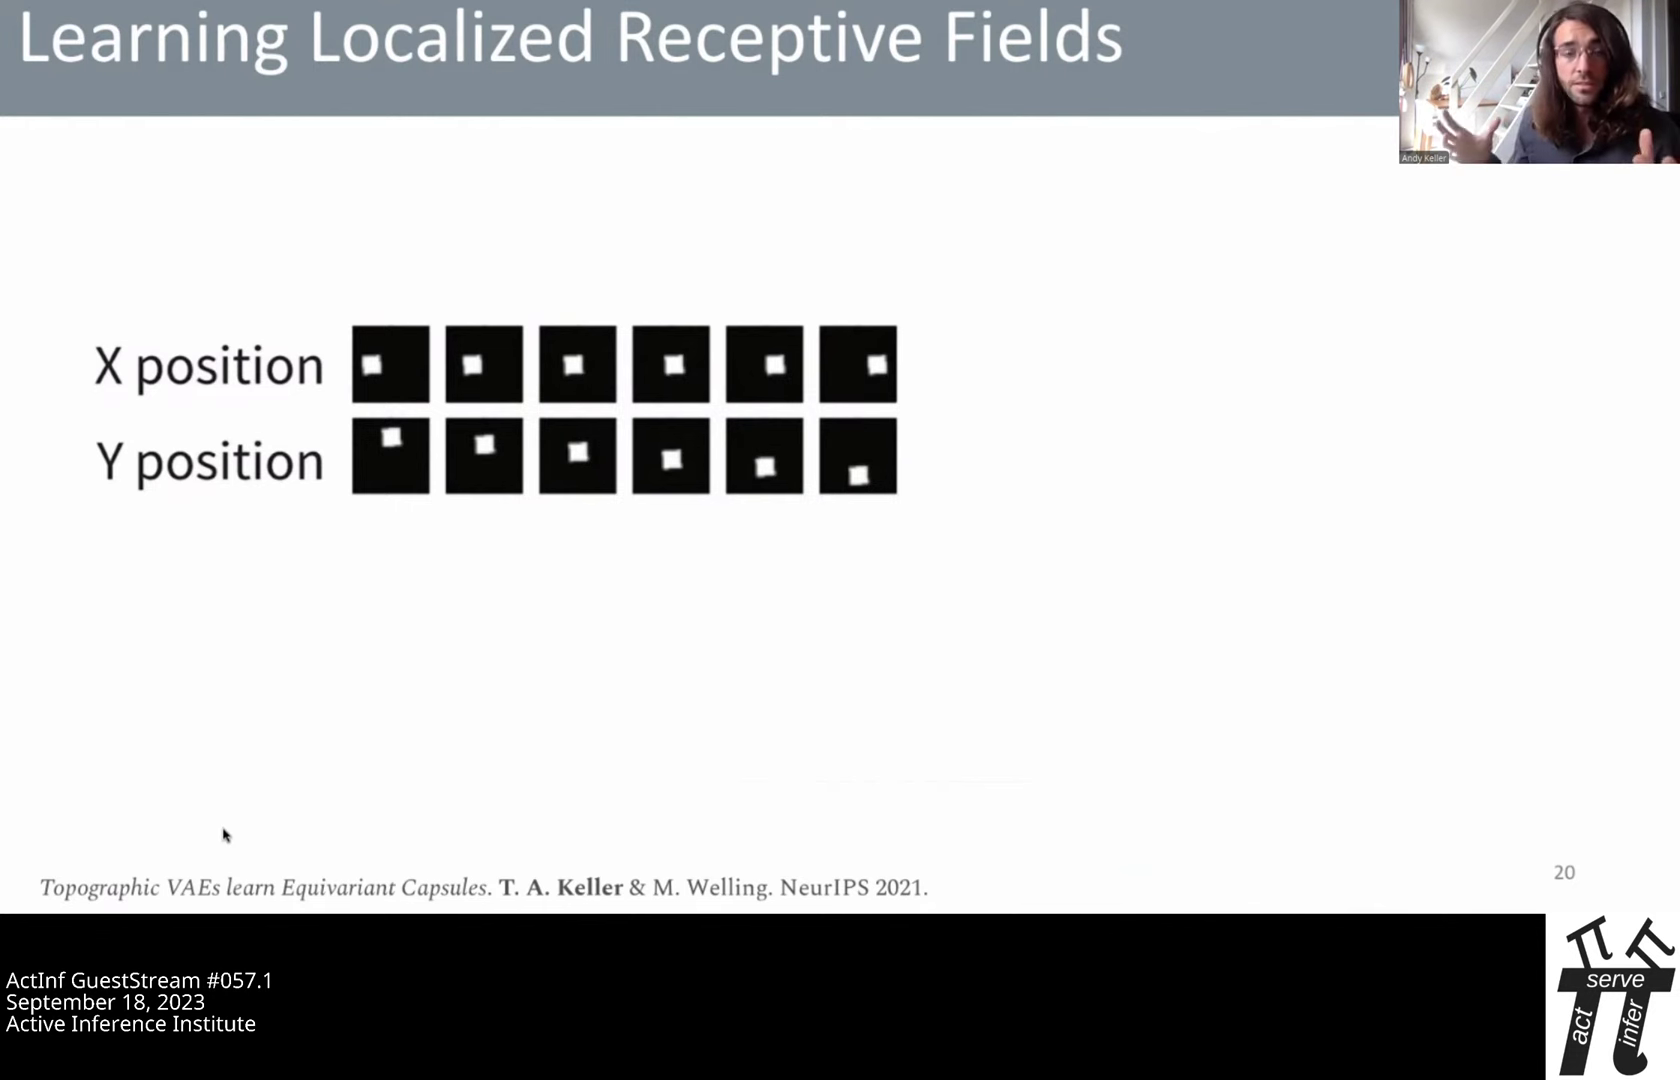 Learning Localized Receptive Fields
Andy Keller
X position
Y position
20
Topographic VAEs learn Equivariant Capsules. T. A. Keller & M. Welling. NeurIPS 2021.
ActInf GuestStream #057.1
September 18, 2023
Active Inference Institute
π π
serve
act
infer